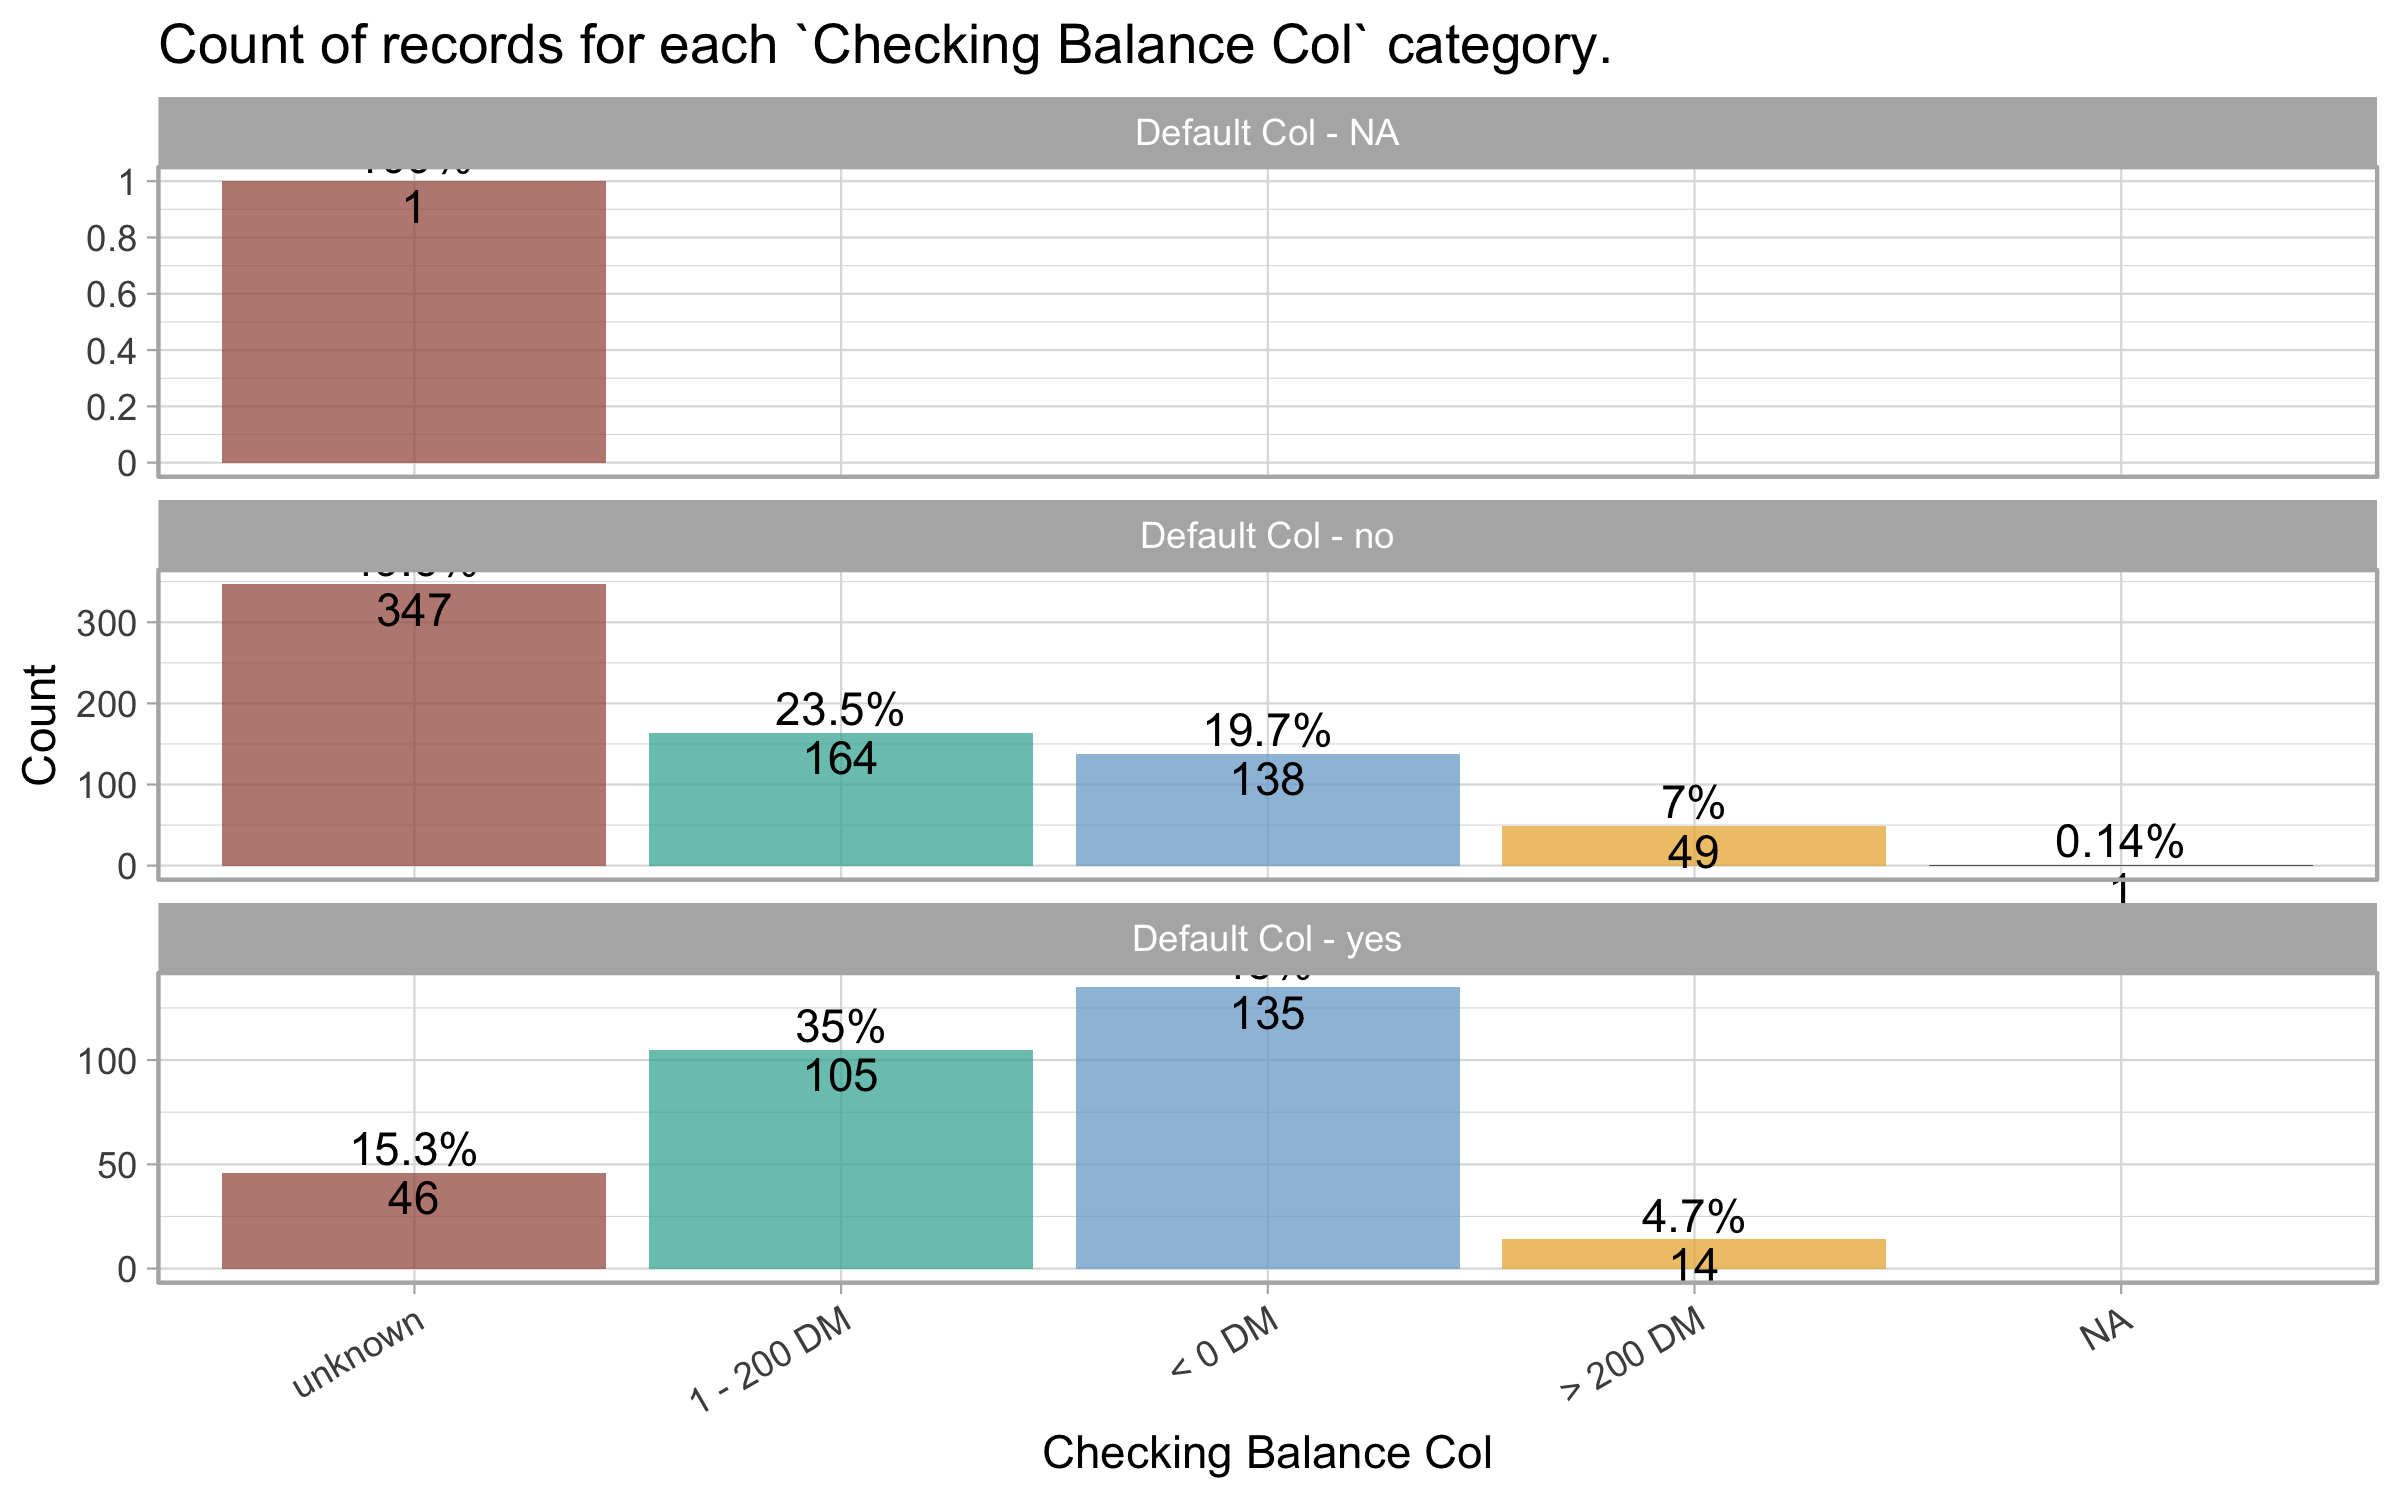 Count of records for each `Checking Balance Col` category.
Default Col - NA
1
0.8
0.6
0.4
0.2
0
1
Default Col - no
300
200
100
0
347
23.5%
164
19.7%
138
7%
49
0.14%
1
Count
Default Col - yes
100
50
0
15.3%
46
35%
105
135
4.7%
14
unknown
1 - 200 DM
< 0 DM
> 200 DM
NA
Checking Balance Col